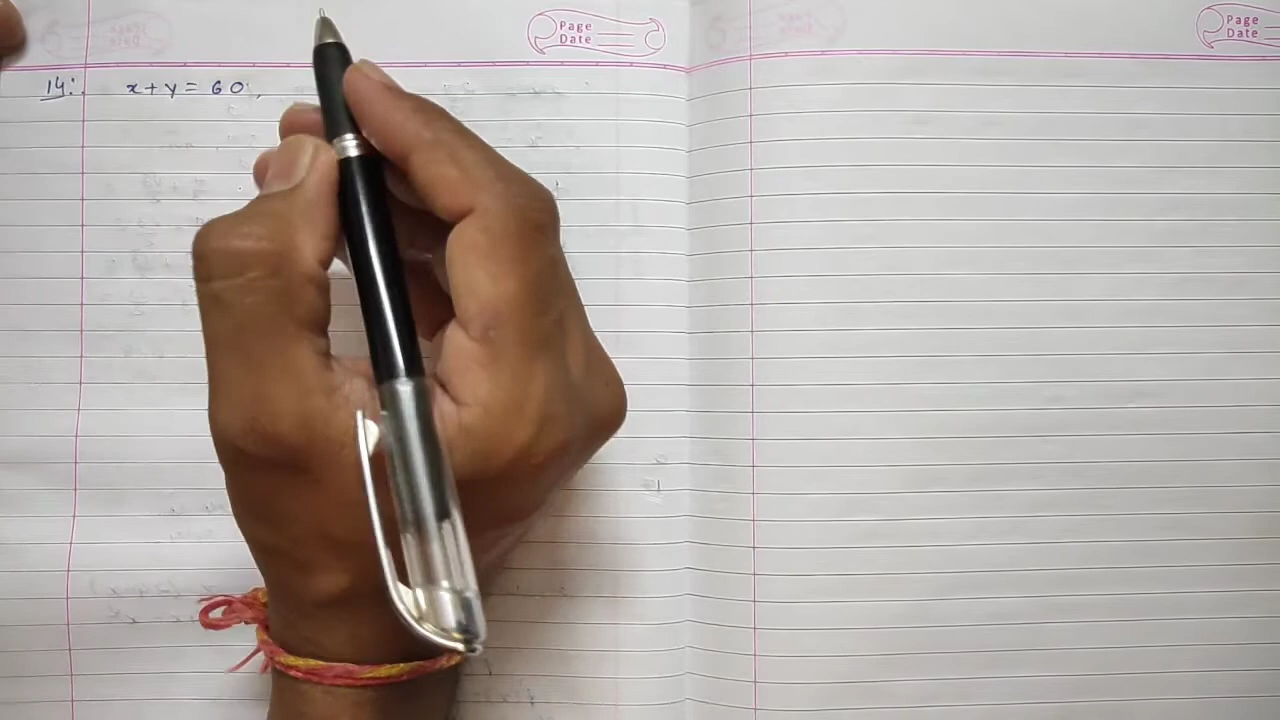 Page
Date
Page
Date
14:. x + y = 60,